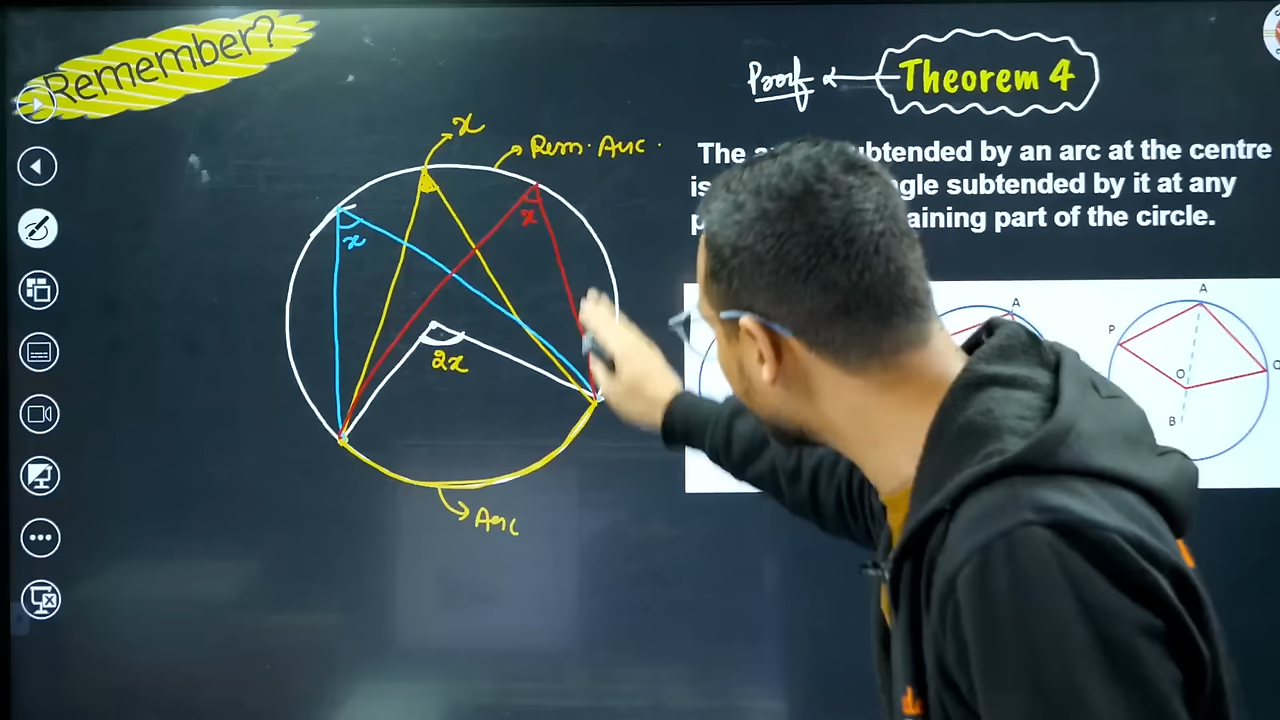 Remember?
Proof
Theorem 4
The btended by an arc at the centre
is gle subtended by it at any
p aining part of the circle.
x
Rem. Arc.
x
x
2x
Arc
A
A
P
O
Q
B